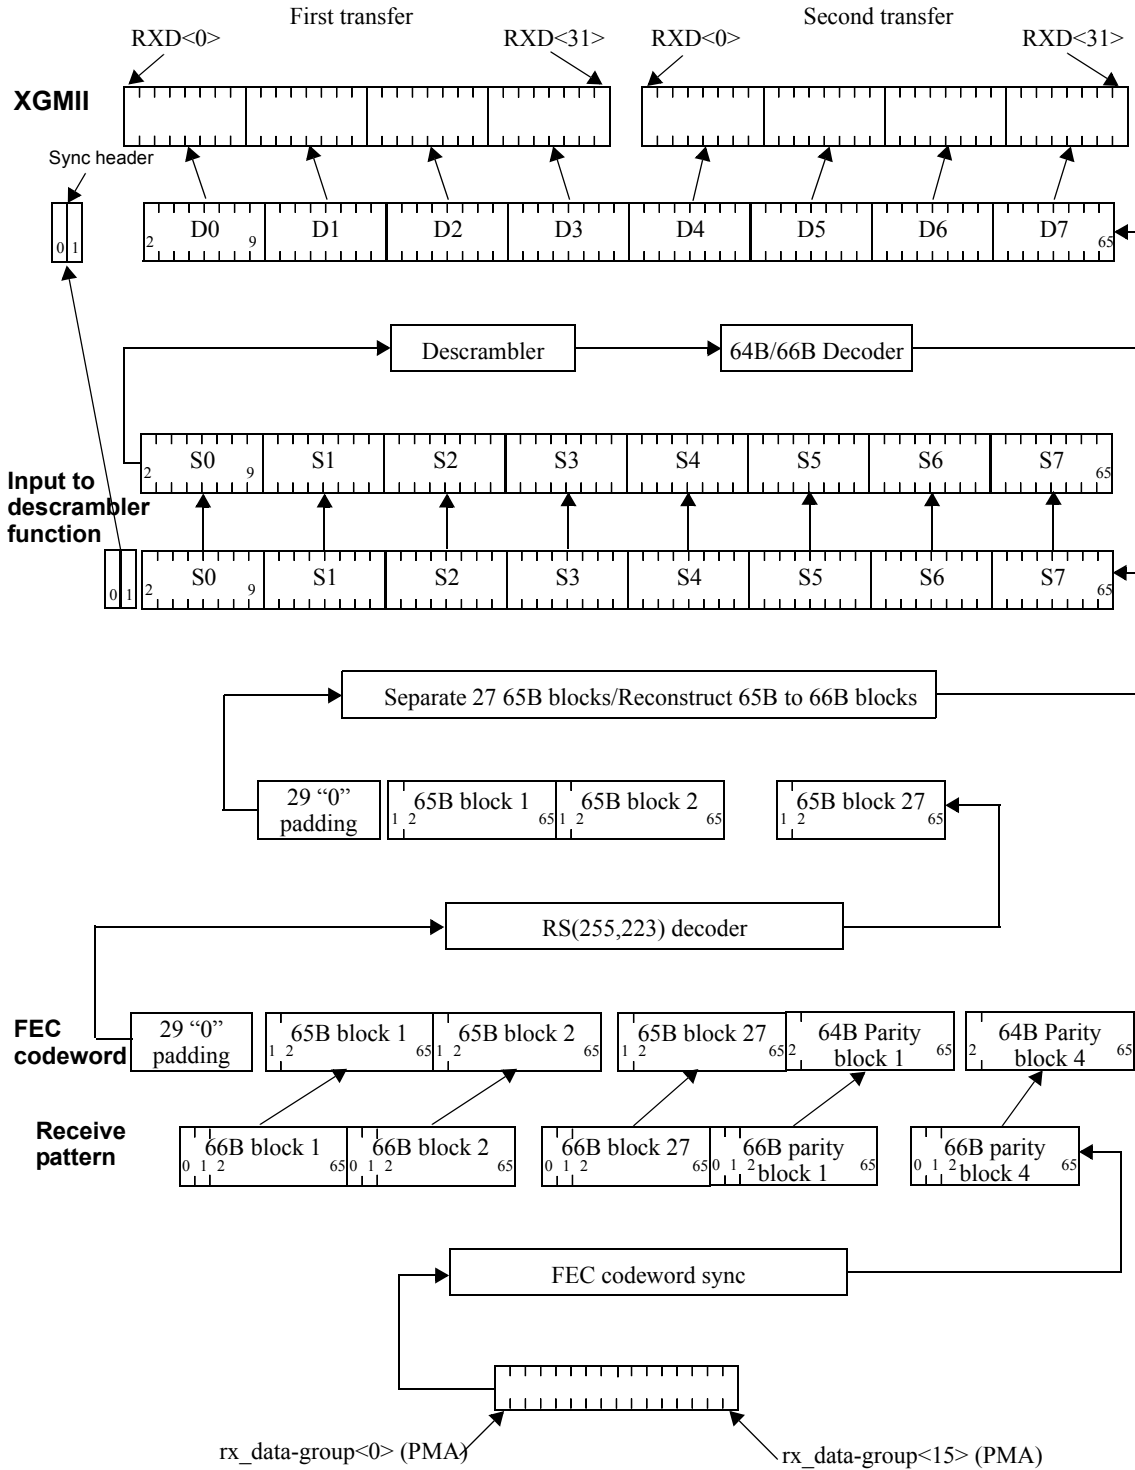 First transfer
Second transfer
RXD<0>
RXD<31>
RXD<0>
RXD<31>
XGMII
Sync header
0 1
2 D0 9
D1
D2
D3
D4
D5
D6
D7 65
Descrambler
64B/66B Decoder
2 S0 9
S1
S2
S3
S4
S5
S6
S7 65
Input to
descrambler
function
0 1
2 S0 9
S1
S2
S3
S4
S5
S6
S7 65
Separate 27 65B blocks/Reconstruct 65B to 66B blocks
29 “0”
padding
65B block 1
1 2 65
65B block 2
1 2 65
65B block 27
1 2 65
RS(255,223) decoder
FEC
codeword
29 “0”
padding
65B block 1
1 2 65
65B block 2
1 2 65
65B block 27
1 2 65
64B Parity
2 block 1 65
64B Parity
2 block 4 65
Receive
pattern
66B block 1
0 1 2 65
66B block 2
0 1 2 65
66B block 27
0 1 2 65
66B parity
0 1 2 block 1 65
66B parity
0 1 2 block 4 65
FEC codeword sync
rx_data-group<0> (PMA)
rx_data-group<15> (PMA)